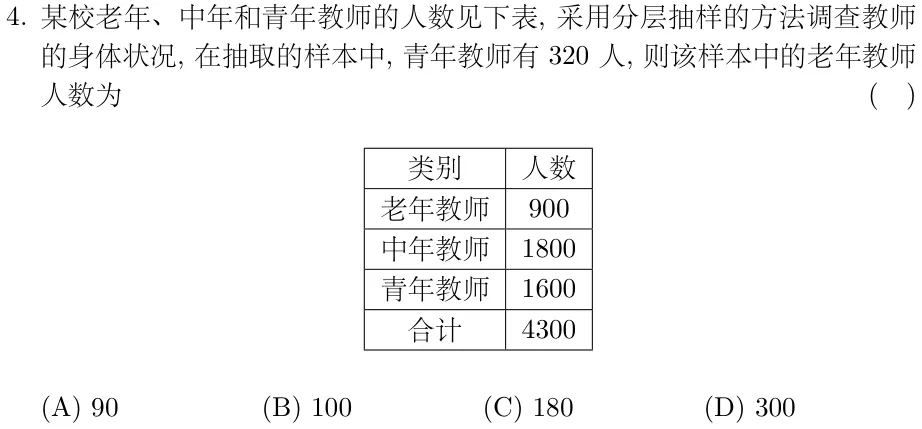 4. 某校老年、中年和青年教师的人数见下表, 采用分层抽样的方法调查教师
的身体状况, 在抽取的样本中, 青年教师有 320 人, 则该样本中的老年教师
人数为 ( )
类别 人数
老年教师 900
中年教师 1800
青年教师 1600
合计 4300
(A) 90 (B) 100 (C) 180 (D) 300